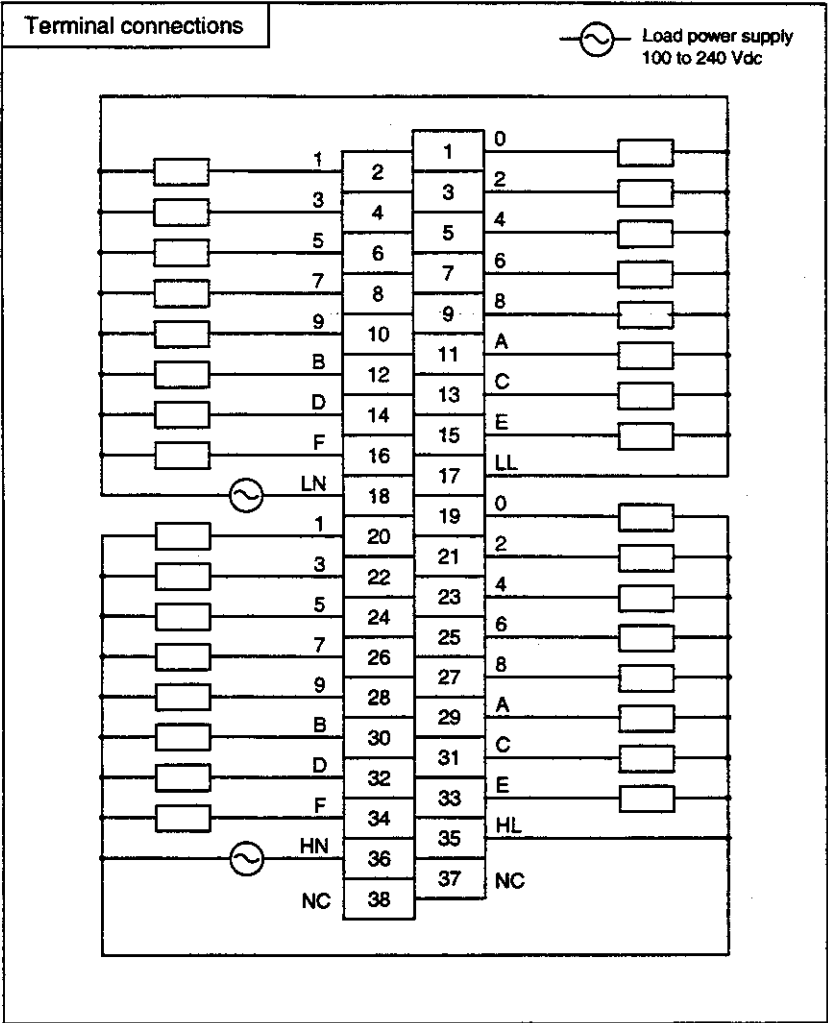 Terminal connections
Load power supply
100 to 240 Vdc
1 0
1 2
3 2
3 4
5 4
5 6
7 6
7 8
9 8
9 10
11 A
B 12
13 C
D 14
15 E
F 16
17 LL
LN 18
19 0
1 20
21 2
3 22
23 4
5 24
25 6
7 26
27 8
9 28
29 A
B 30
31 C
D 32
33 E
F 34
35 HL
HN 36
37 NC
NC 38